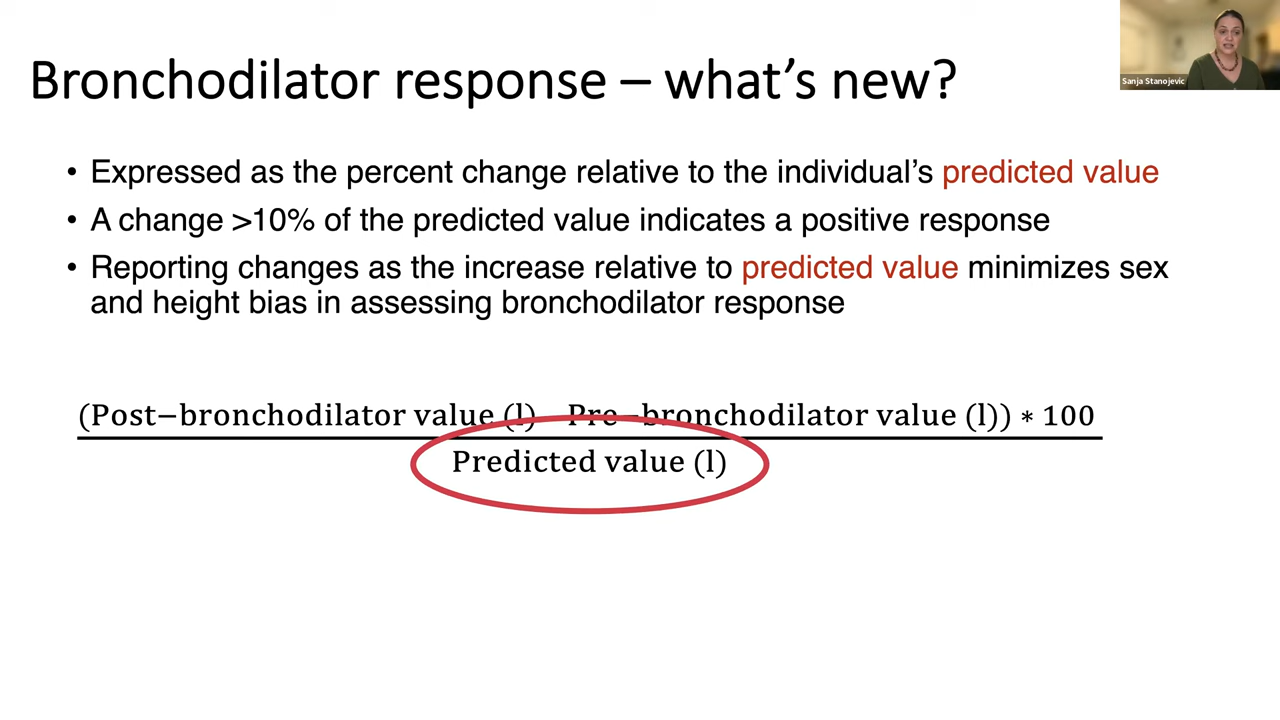 Sanja Stanojevic
Bronchodilator response – what's new?
• Expressed as the percent change relative to the individual's predicted value
• A change >10% of the predicted value indicates a positive response
• Reporting changes as the increase relative to predicted value minimizes sex
and height bias in assessing bronchodilator response
(Post−bronchodilator value (l) − Pre−bronchodilator value (l)) * 100
Predicted value (l)